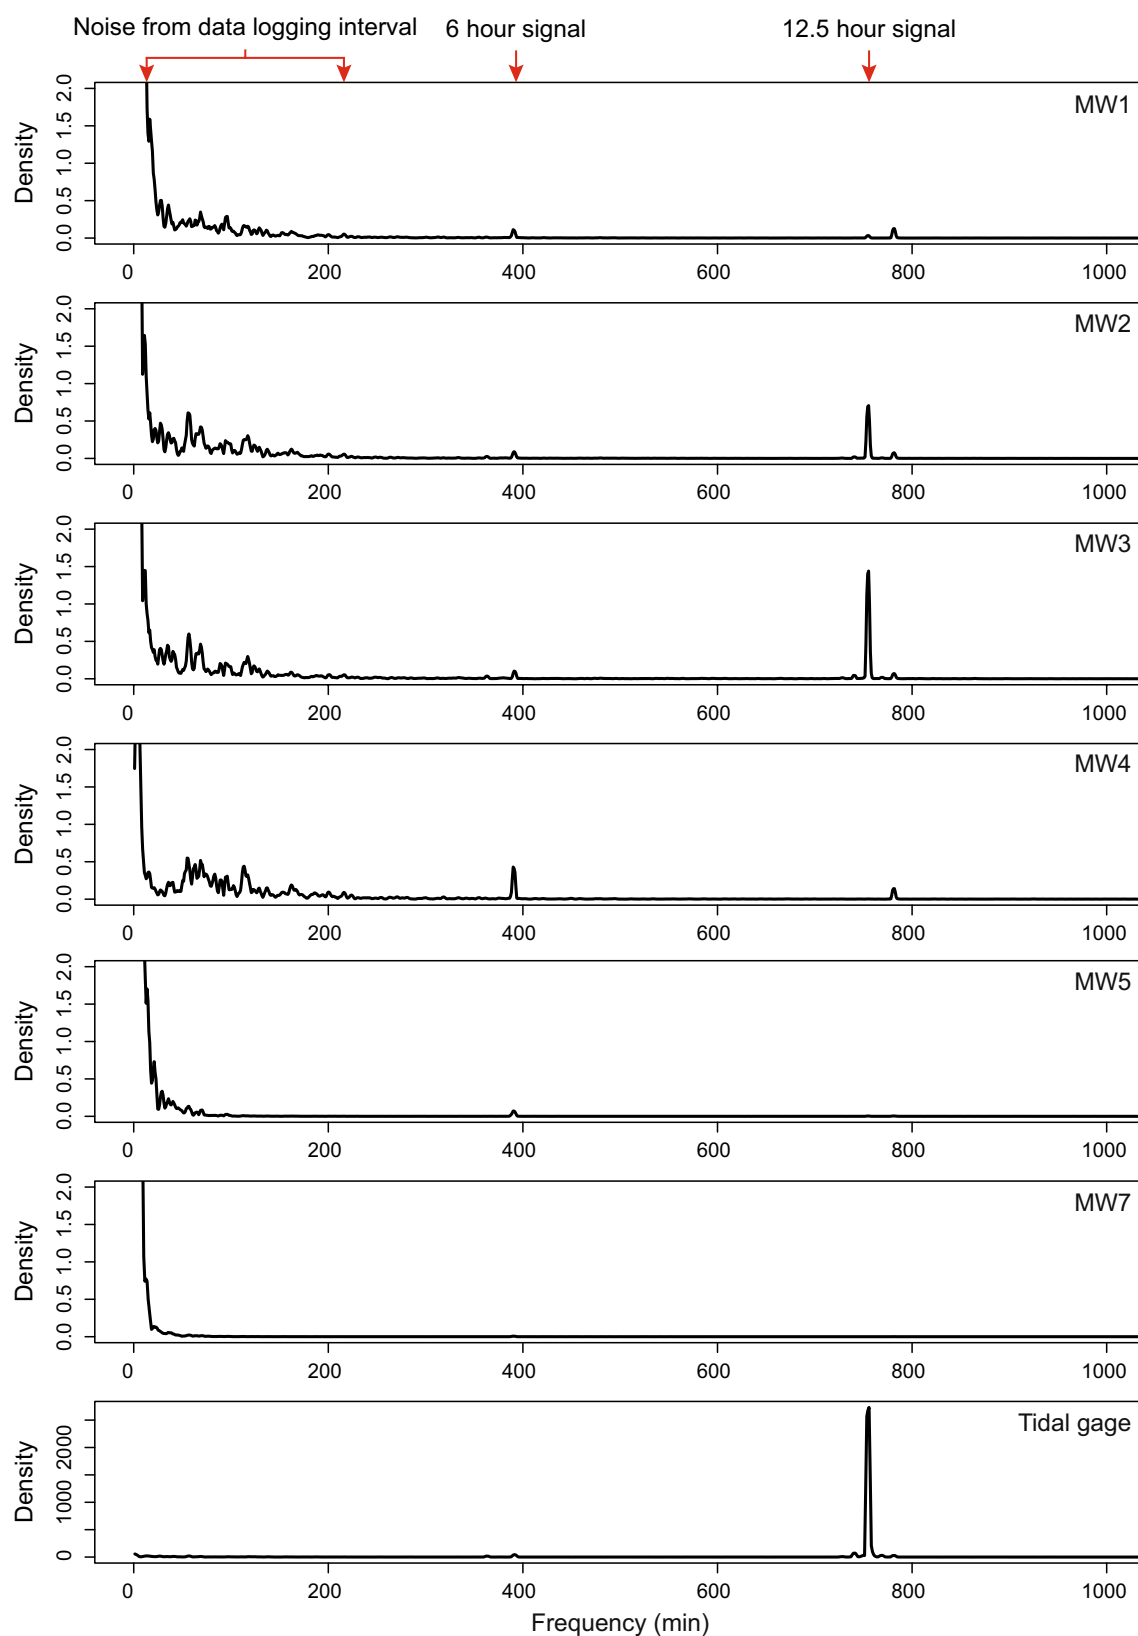 Noise from data logging interval 6 hour signal 12.5 hour signal
MW1
Density
0.0 0.5 1.0 1.5 2.0
0 200 400 600 800 1000
MW2
Density
0.0 0.5 1.0 1.5 2.0
0 200 400 600 800 1000
MW3
Density
0.0 0.5 1.0 1.5 2.0
0 200 400 600 800 1000
MW4
Density
0.0 0.5 1.0 1.5 2.0
0 200 400 600 800 1000
MW5
Density
0.0 0.5 1.0 1.5 2.0
0 200 400 600 800 1000
MW7
Density
0.0 0.5 1.0 1.5 2.0
0 200 400 600 800 1000
Tidal gage
Density
0 1000 2000
0 200 400 600 800 1000
Frequency (min)